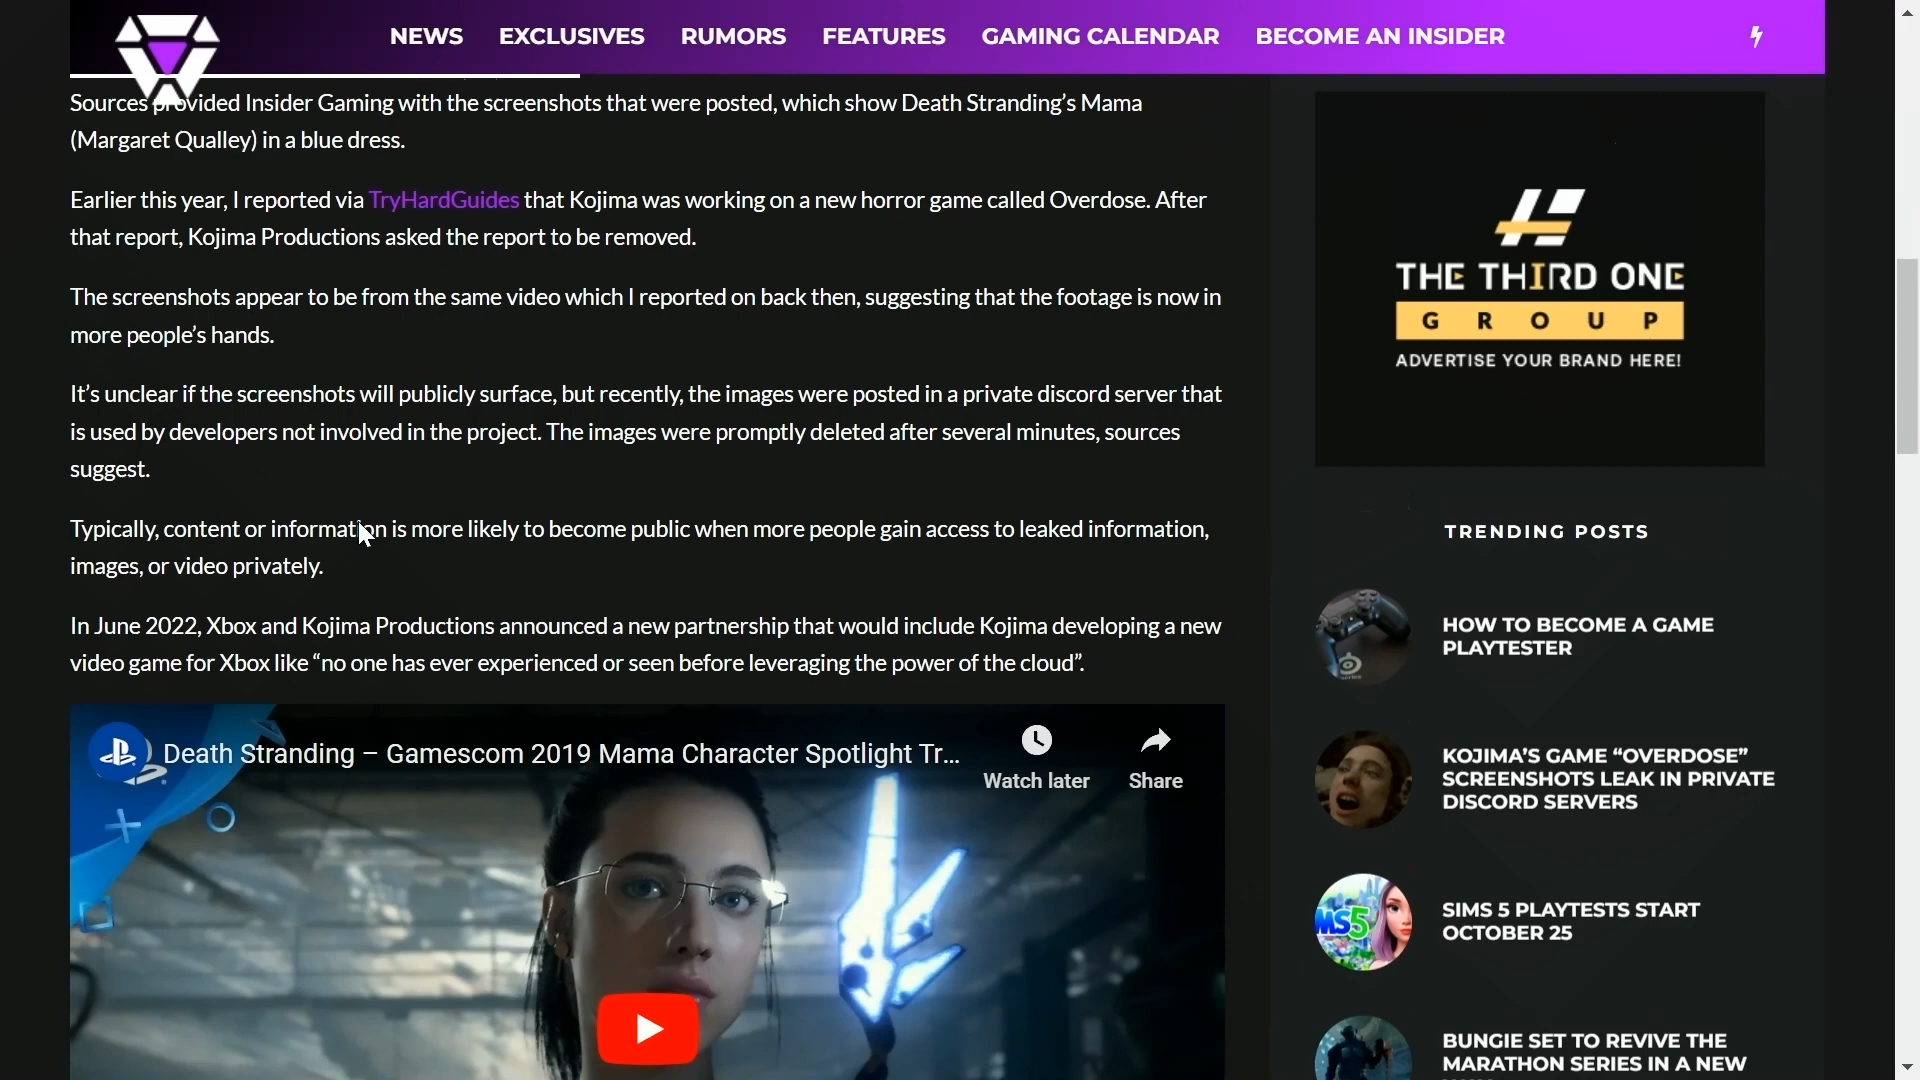 NEWS EXCLUSIVES RUMORS FEATURES GAMING CALENDAR BECOME AN INSIDER
Sources provided Insider Gaming with the screenshots that were posted, which show Death Stranding’s Mama
(Margaret Qualley) in a blue dress.
Earlier this year, I reported via TryHardGuides that Kojima was working on a new horror game called Overdose. After
that report, Kojima Productions asked the report to be removed.
The screenshots appear to be from the same video which I reported on back then, suggesting that the footage is now in
more people’s hands.
It’s unclear if the screenshots will publicly surface, but recently, the images were posted in a private discord server that
is used by developers not involved in the project. The images were promptly deleted after several minutes, sources
suggest.
Typically, content or information is more likely to become public when more people gain access to leaked information,
images, or video privately.
In June 2022, Xbox and Kojima Productions announced a new partnership that would include Kojima developing a new
video game for Xbox like “no one has ever experienced or seen before leveraging the power of the cloud”.
Death Stranding – Gamescom 2019 Mama Character Spotlight Tr...
Watch later
Share
THE THIRD ONE
GROUP
ADVERTISE YOUR BRAND HERE!
TRENDING POSTS
HOW TO BECOME A GAME
PLAYTESTER
KOJIMA’S GAME “OVERDOSE”
SCREENSHOTS LEAK IN PRIVATE
DISCORD SERVERS
MS5
SIMS 5 PLAYTESTS START
OCTOBER 25
BUNGIE SET TO REVIVE THE
MARATHON SERIES IN A NEW